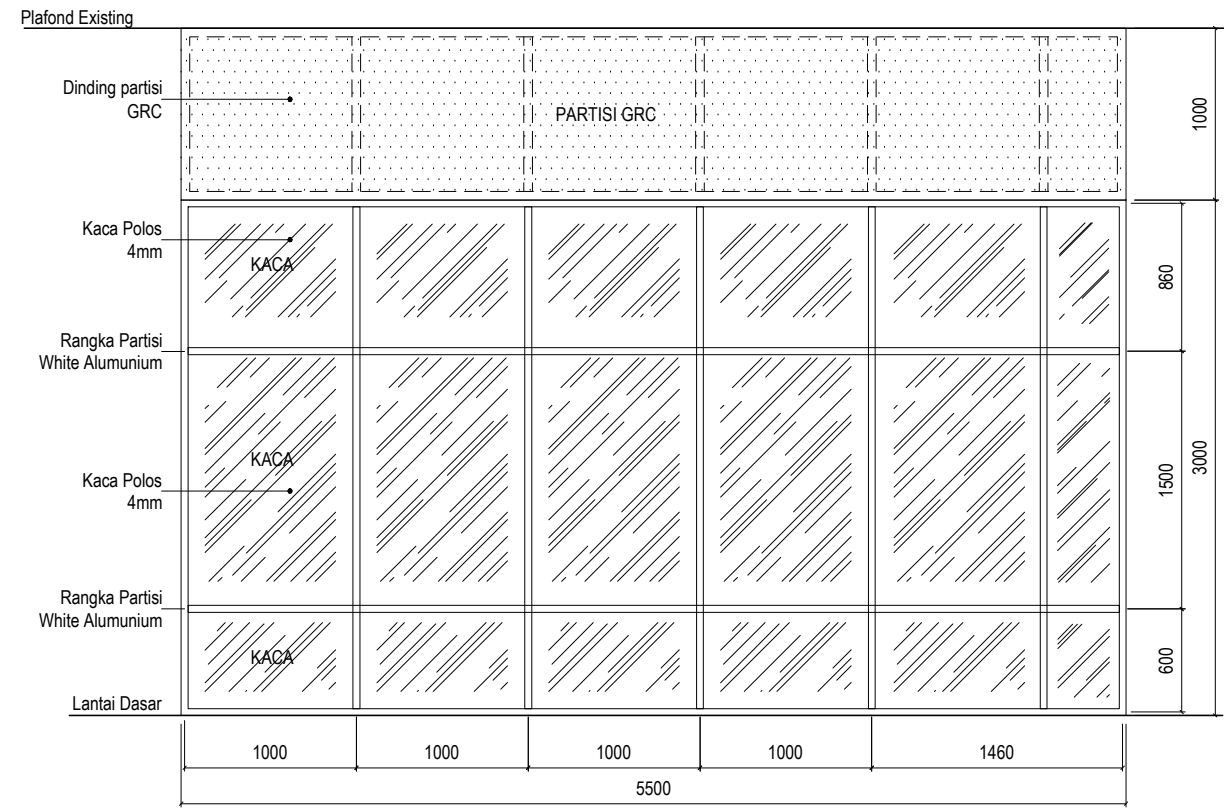 Plafond Existing
Dinding partisi
GRC
PARTISI GRC
1000
Kaca Polos
4mm
KACA
860
Rangka Partisi
White Alumunium
KACA
Kaca Polos
4mm
1500
3000
Rangka Partisi
White Alumunium
KACA
600
Lantai Dasar
1000
1000
1000
1000
1460
5500